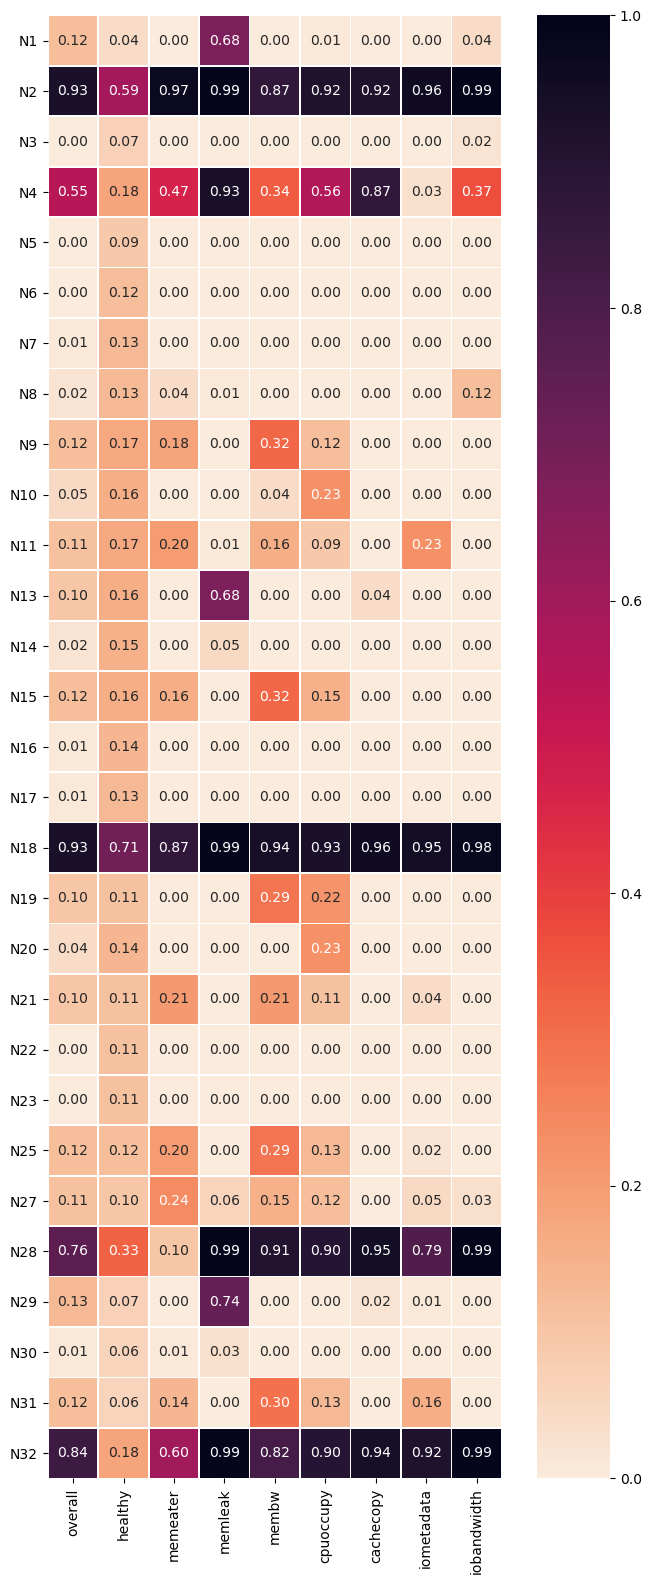 N1 0.12 0.04 0.00 0.68 0.00 0.01 0.00 0.00 0.04
N2 0.93 0.59 0.97 0.99 0.87 0.92 0.92 0.96 0.99
N3 0.00 0.07 0.00 0.00 0.00 0.00 0.00 0.00 0.02
N4 0.55 0.18 0.47 0.93 0.34 0.56 0.87 0.03 0.37
N5 0.00 0.09 0.00 0.00 0.00 0.00 0.00 0.00 0.00
N6 0.00 0.12 0.00 0.00 0.00 0.00 0.00 0.00 0.00
N7 0.01 0.13 0.00 0.00 0.00 0.00 0.00 0.00 0.00
N8 0.02 0.13 0.04 0.01 0.00 0.00 0.00 0.00 0.12
N9 0.12 0.17 0.18 0.00 0.32 0.12 0.00 0.00 0.00
N10 0.05 0.16 0.00 0.00 0.04 0.23 0.00 0.00 0.00
N11 0.11 0.17 0.20 0.01 0.16 0.09 0.00 0.23 0.00
N13 0.10 0.16 0.00 0.68 0.00 0.00 0.04 0.00 0.00
N14 0.02 0.15 0.00 0.05 0.00 0.00 0.00 0.00 0.00
N15 0.12 0.16 0.16 0.00 0.32 0.15 0.00 0.00 0.00
N16 0.01 0.14 0.00 0.00 0.00 0.00 0.00 0.00 0.00
N17 0.01 0.13 0.00 0.00 0.00 0.00 0.00 0.00 0.00
N18 0.93 0.71 0.87 0.99 0.94 0.93 0.96 0.95 0.98
N19 0.10 0.11 0.00 0.00 0.29 0.22 0.00 0.00 0.00
N20 0.04 0.14 0.00 0.00 0.00 0.23 0.00 0.00 0.00
N21 0.10 0.11 0.21 0.00 0.21 0.11 0.00 0.04 0.00
N22 0.00 0.11 0.00 0.00 0.00 0.00 0.00 0.00 0.00
N23 0.00 0.11 0.00 0.00 0.00 0.00 0.00 0.00 0.00
N25 0.12 0.12 0.20 0.00 0.29 0.13 0.00 0.02 0.00
N27 0.11 0.10 0.24 0.06 0.15 0.12 0.00 0.05 0.03
N28 0.76 0.33 0.10 0.99 0.91 0.90 0.95 0.79 0.99
N29 0.13 0.07 0.00 0.74 0.00 0.00 0.02 0.01 0.00
N30 0.01 0.06 0.01 0.03 0.00 0.00 0.00 0.00 0.00
N31 0.12 0.06 0.14 0.00 0.30 0.13 0.00 0.16 0.00
N32 0.84 0.18 0.60 0.99 0.82 0.90 0.94 0.92 0.99
overall healthy memeater memleak membw cpuoccupy cachecopy iometadata iobandwidth
1.0
0.8
0.6
0.4
0.2
0.0